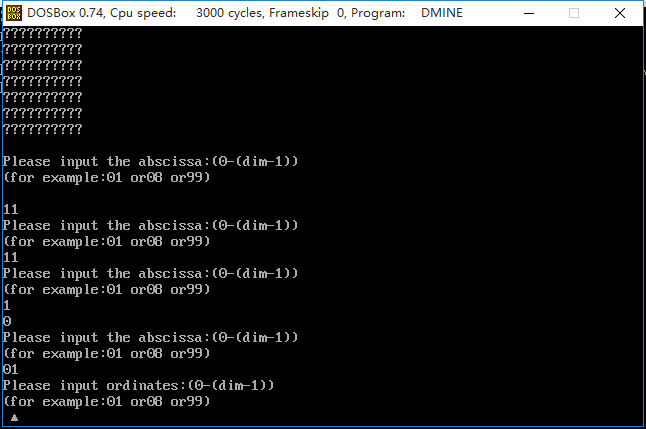 DOSBox 0.74, Cpu speed: 3000 cycles, Frameskip 0, Program: DMINE
??????????
??????????
??????????
??????????
??????????
??????????
??????????
Please input the abscissa:(0-(dim-1))
(for example:01 or08 or99)
11
Please input the abscissa:(0-(dim-1))
(for example:01 or08 or99)
11
Please input the abscissa:(0-(dim-1))
(for example:01 or08 or99)
1
0
Please input the abscissa:(0-(dim-1))
(for example:01 or08 or99)
01
Please input ordinates:(0-(dim-1))
(for example:01 or08 or99)
▲